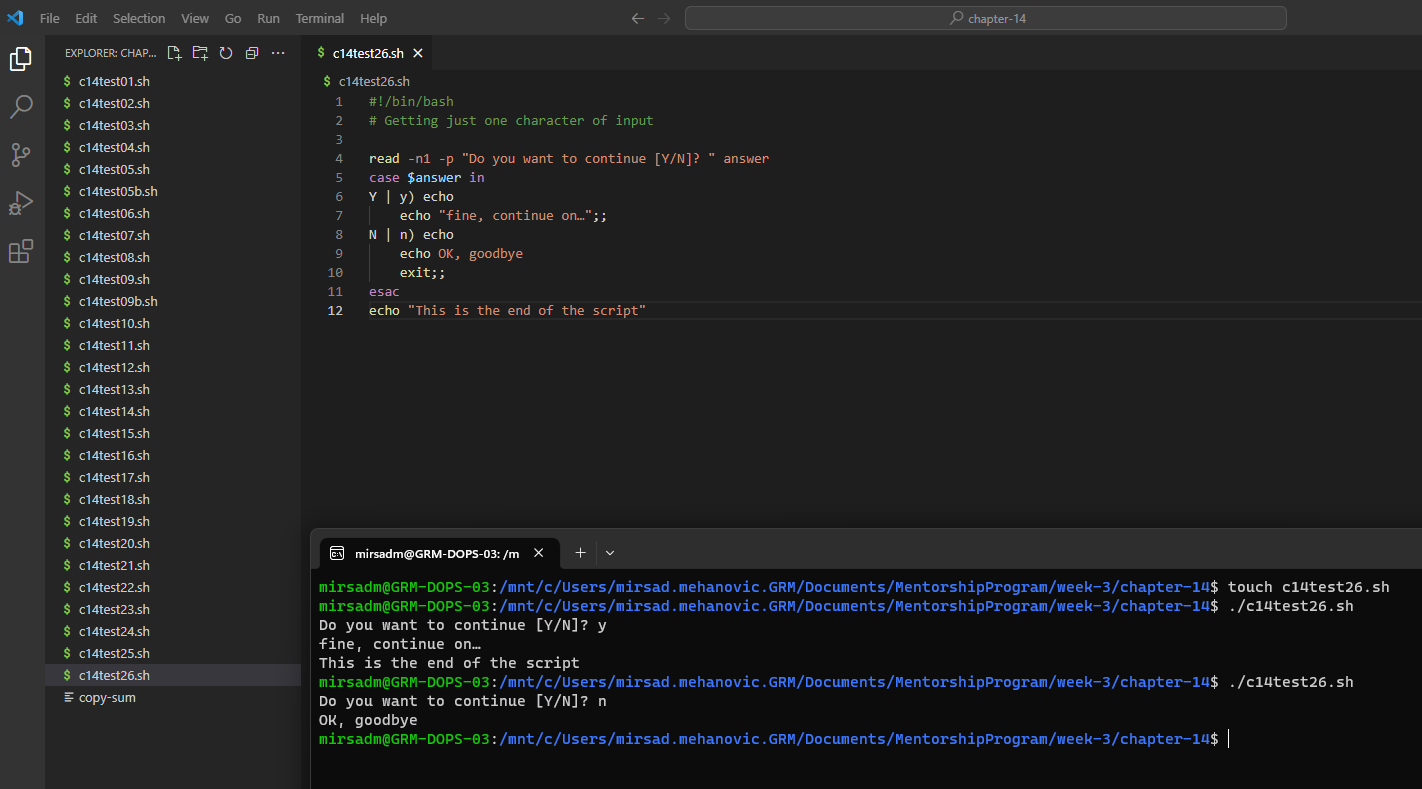 File Edit Selection View Go Run Terminal Help
chapter-14
EXPLORER: CHAP...
c14test01.sh
c14test02.sh
c14test03.sh
c14test04.sh
c14test05.sh
c14test05b.sh
c14test06.sh
c14test07.sh
c14test08.sh
c14test09.sh
c14test09b.sh
c14test10.sh
c14test11.sh
c14test12.sh
c14test13.sh
c14test14.sh
c14test15.sh
c14test16.sh
c14test17.sh
c14test18.sh
c14test19.sh
c14test20.sh
c14test21.sh
c14test22.sh
c14test23.sh
c14test24.sh
c14test25.sh
c14test26.sh
copy-sum
$ c14test26.sh
$ c14test26.sh
1 #!/bin/bash
2 # Getting just one character of input
3
4 read -n1 -p "Do you want to continue [Y/N]? " answer
5 case $answer in
6 Y | y) echo
7 echo "fine, continue on…";;
8 N | n) echo
9 echo OK, goodbye
10 exit;;
11 esac
12 echo "This is the end of the script"
mirsadm@GRM-DOPS-03: /m
mirsadm@GRM-DOPS-03:/mnt/c/Users/mirsad.mehanovic.GRM/Documents/MentorshipProgram/week-3/chapter-14$ touch c14test26.sh
mirsadm@GRM-DOPS-03:/mnt/c/Users/mirsad.mehanovic.GRM/Documents/MentorshipProgram/week-3/chapter-14$ ./c14test26.sh
Do you want to continue [Y/N]? y
fine, continue on…
This is the end of the script
mirsadm@GRM-DOPS-03:/mnt/c/Users/mirsad.mehanovic.GRM/Documents/MentorshipProgram/week-3/chapter-14$ ./c14test26.sh
Do you want to continue [Y/N]? n
OK, goodbye
mirsadm@GRM-DOPS-03:/mnt/c/Users/mirsad.mehanovic.GRM/Documents/MentorshipProgram/week-3/chapter-14$